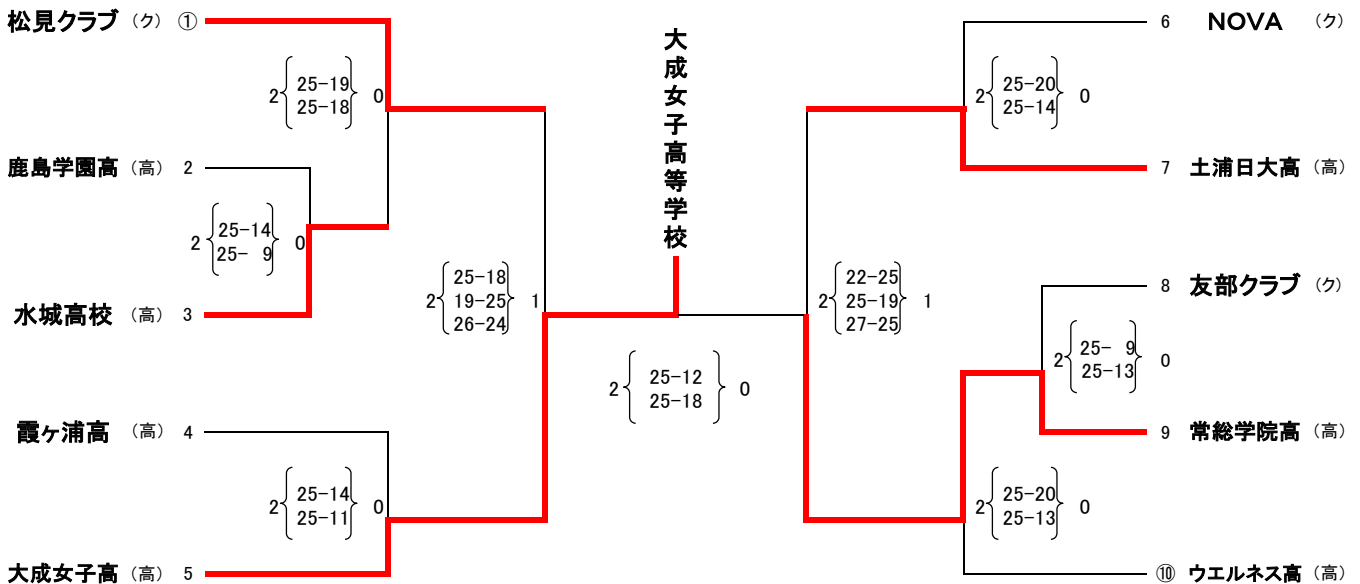 松見クラブ (ク) ①
2 25-19 0
25-18
鹿島学園高 (高) 2
2 25-14 0
25- 9
水城高校 (高) 3
2 25-18 1
19-25
26-24
霞ヶ浦高 (高) 4
2 25-14 0
25-11
大成女子高 (高) 5
大成女子高等学校
2 25-12 0
25-18
6 NOVA (ク)
2 25-20 0
25-14
7 土浦日大高 (高)
2 22-25 1
25-19
27-25
8 友部クラブ (ク)
2 25- 9 0
25-13
9 常総学院高 (高)
2 25-20 0
25-13
⑩ ウエルネス高 (高)